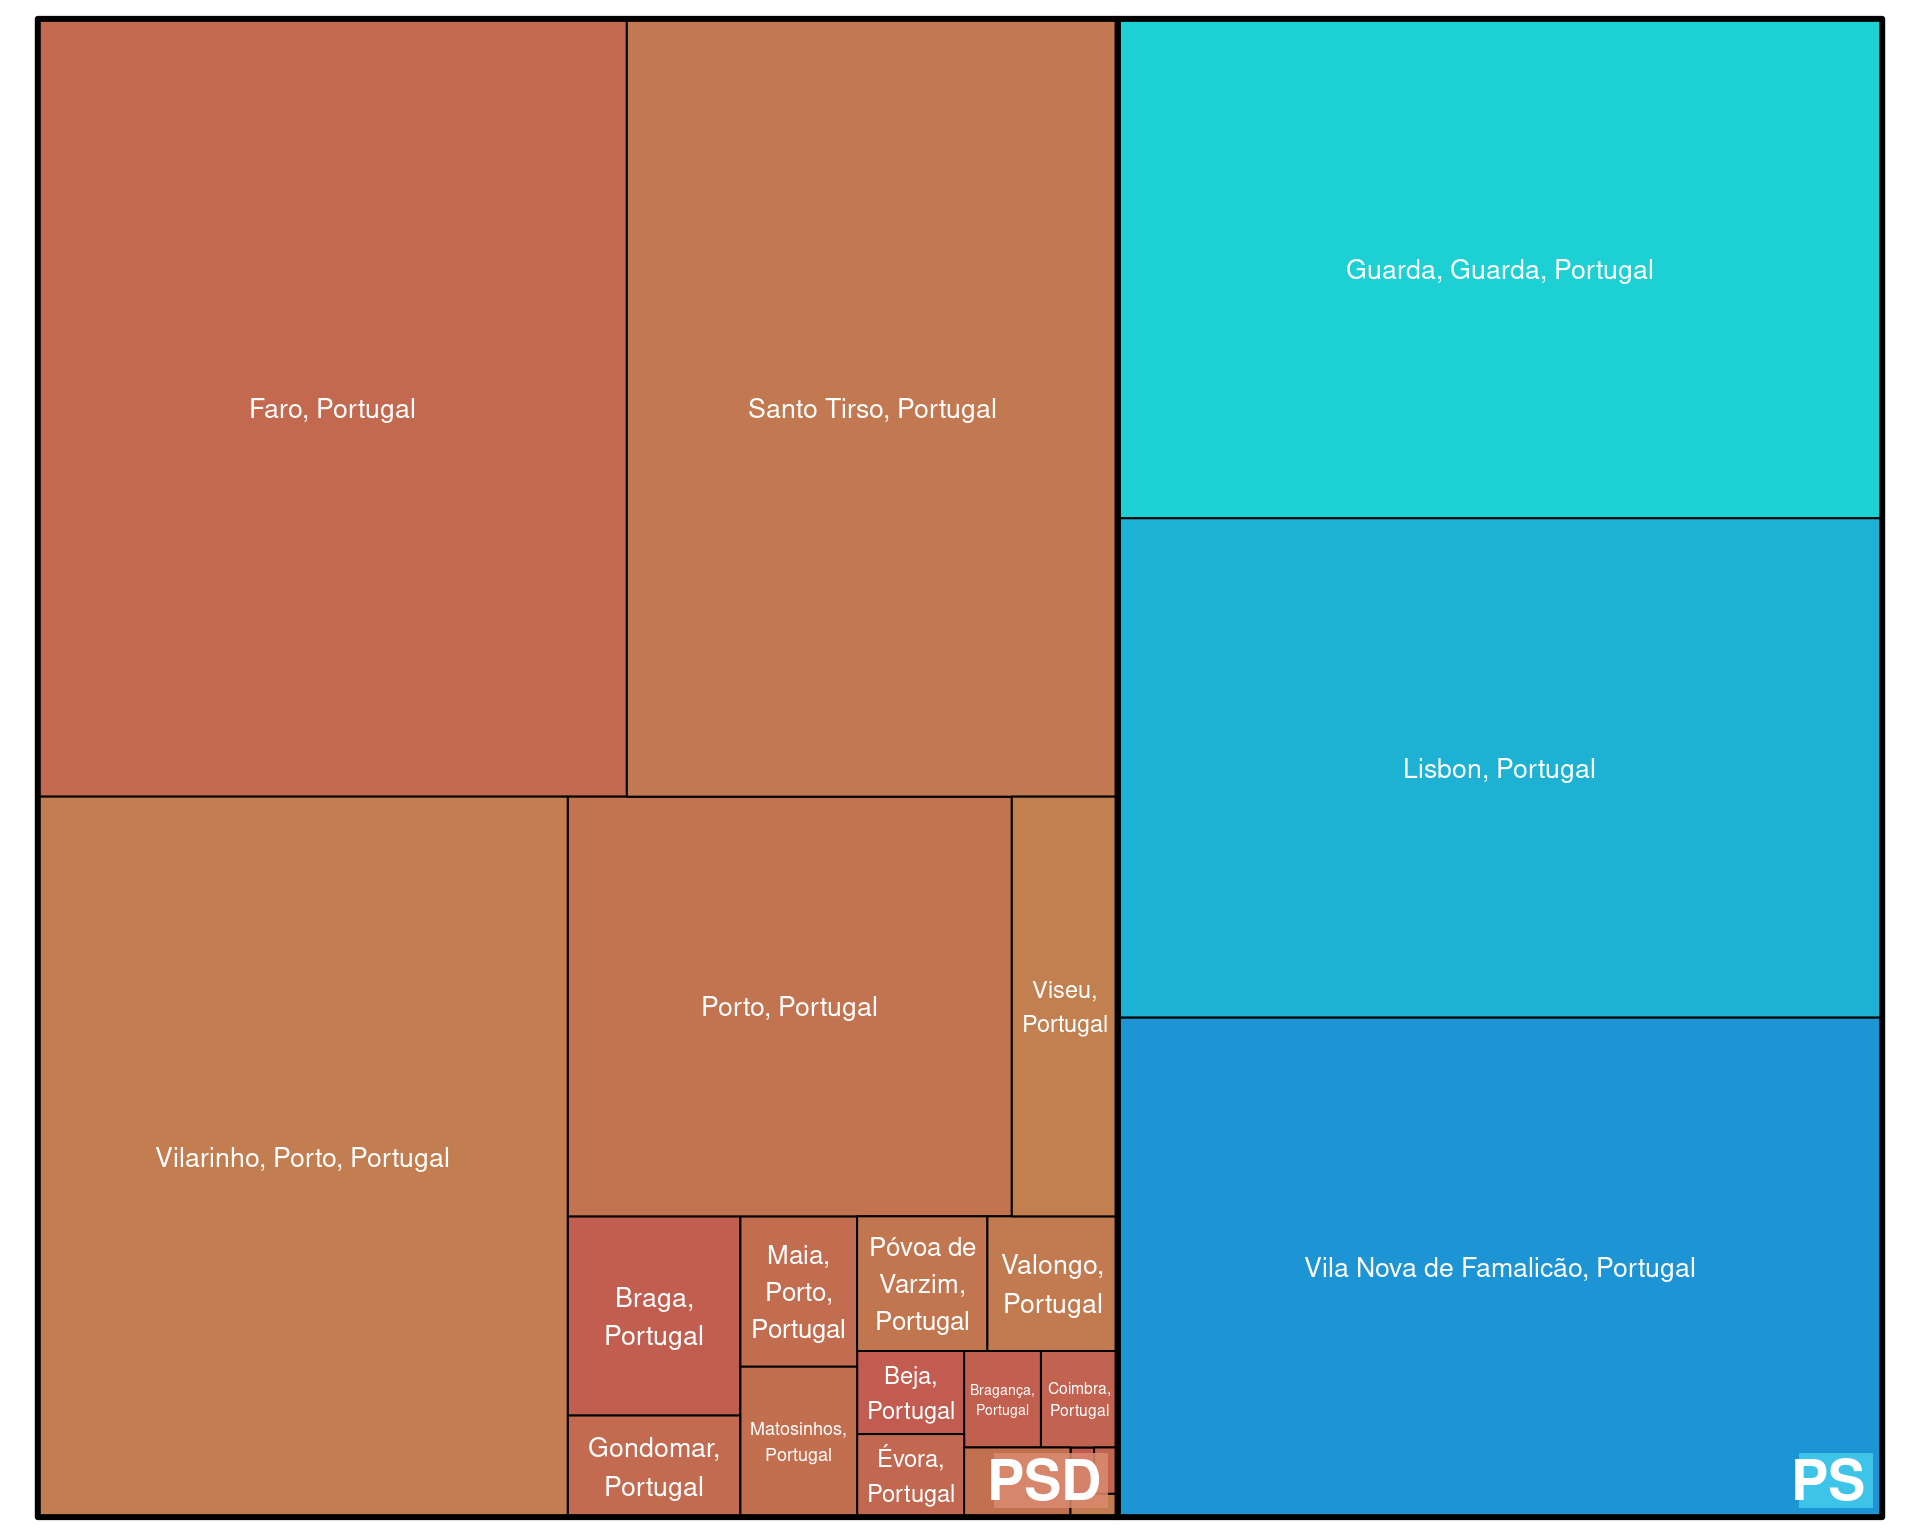 Faro, Portugal
Santo Tirso, Portugal
Vilarinho, Porto, Portugal
Porto, Portugal
Viseu,
Portugal
Braga,
Portugal
Gondomar,
Portugal
Maia,
Porto,
Portugal
Matosinhos,
Portugal
Póvoa de
Varzim,
Portugal
Valongo,
Portugal
Beja,
Portugal
Évora,
Portugal
Bragança,
Portugal
Coimbra,
Portugal
PSD
Guarda, Guarda, Portugal
Lisbon, Portugal
Vila Nova de Famalicão, Portugal
PS